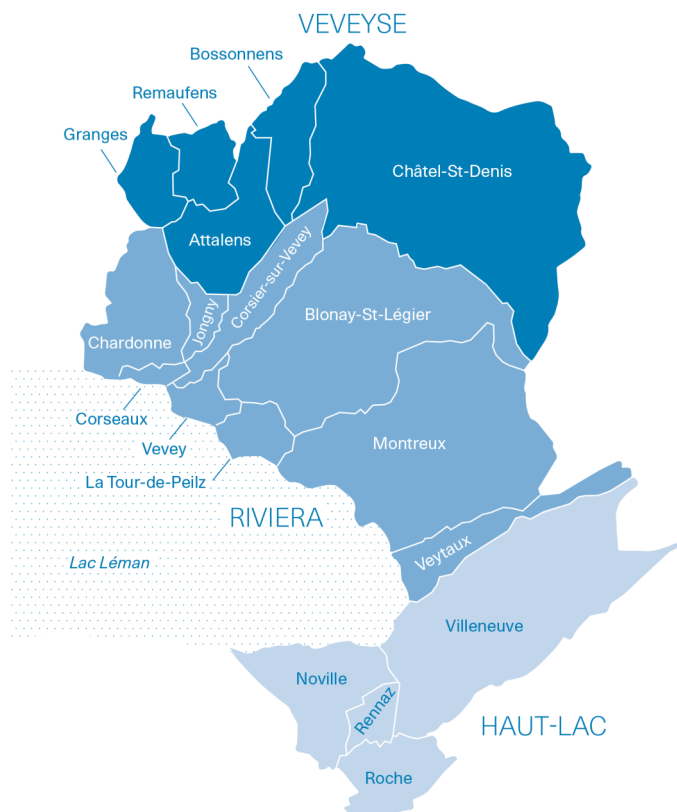 VEVEYSE
Bossonnens
Remaufens
Granges
Châtel-St-Denis
Attalens
Corsier-sur-Vevey
Jongny
Blonay-St-Légier
Chardonne
Corseaux
Vevey
Montreux
La Tour-de-Peilz
RIVIERA
Lac Léman
Veytaux
Villeneuve
Noville
Rennaz
HAUT-LAC
Roche